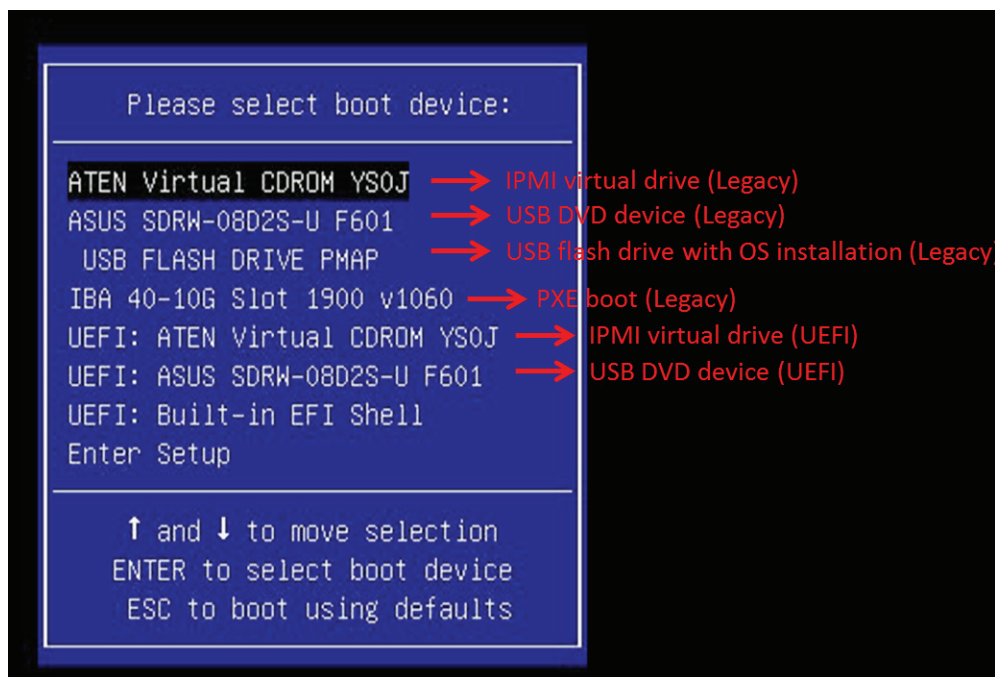 Please select boot device:
ATEN Virtual CDROM YS0J → IPMI virtual drive (Legacy)
ASUS SDRW-08D2S-U F601 → USB DVD device (Legacy)
USB FLASH DRIVE PMAP → USB flash drive with OS installation (Legacy)
IBA 40-10G Slot 1900 v1060 → PXE boot (Legacy)
UEFI: ATEN Virtual CDROM YS0J → IPMI virtual drive (UEFI)
UEFI: ASUS SDRW-08D2S-U F601 → USB DVD device (UEFI)
UEFI: Built-in EFI Shell
Enter Setup
↑ and ↓ to move selection
ENTER to select boot device
ESC to boot using defaults